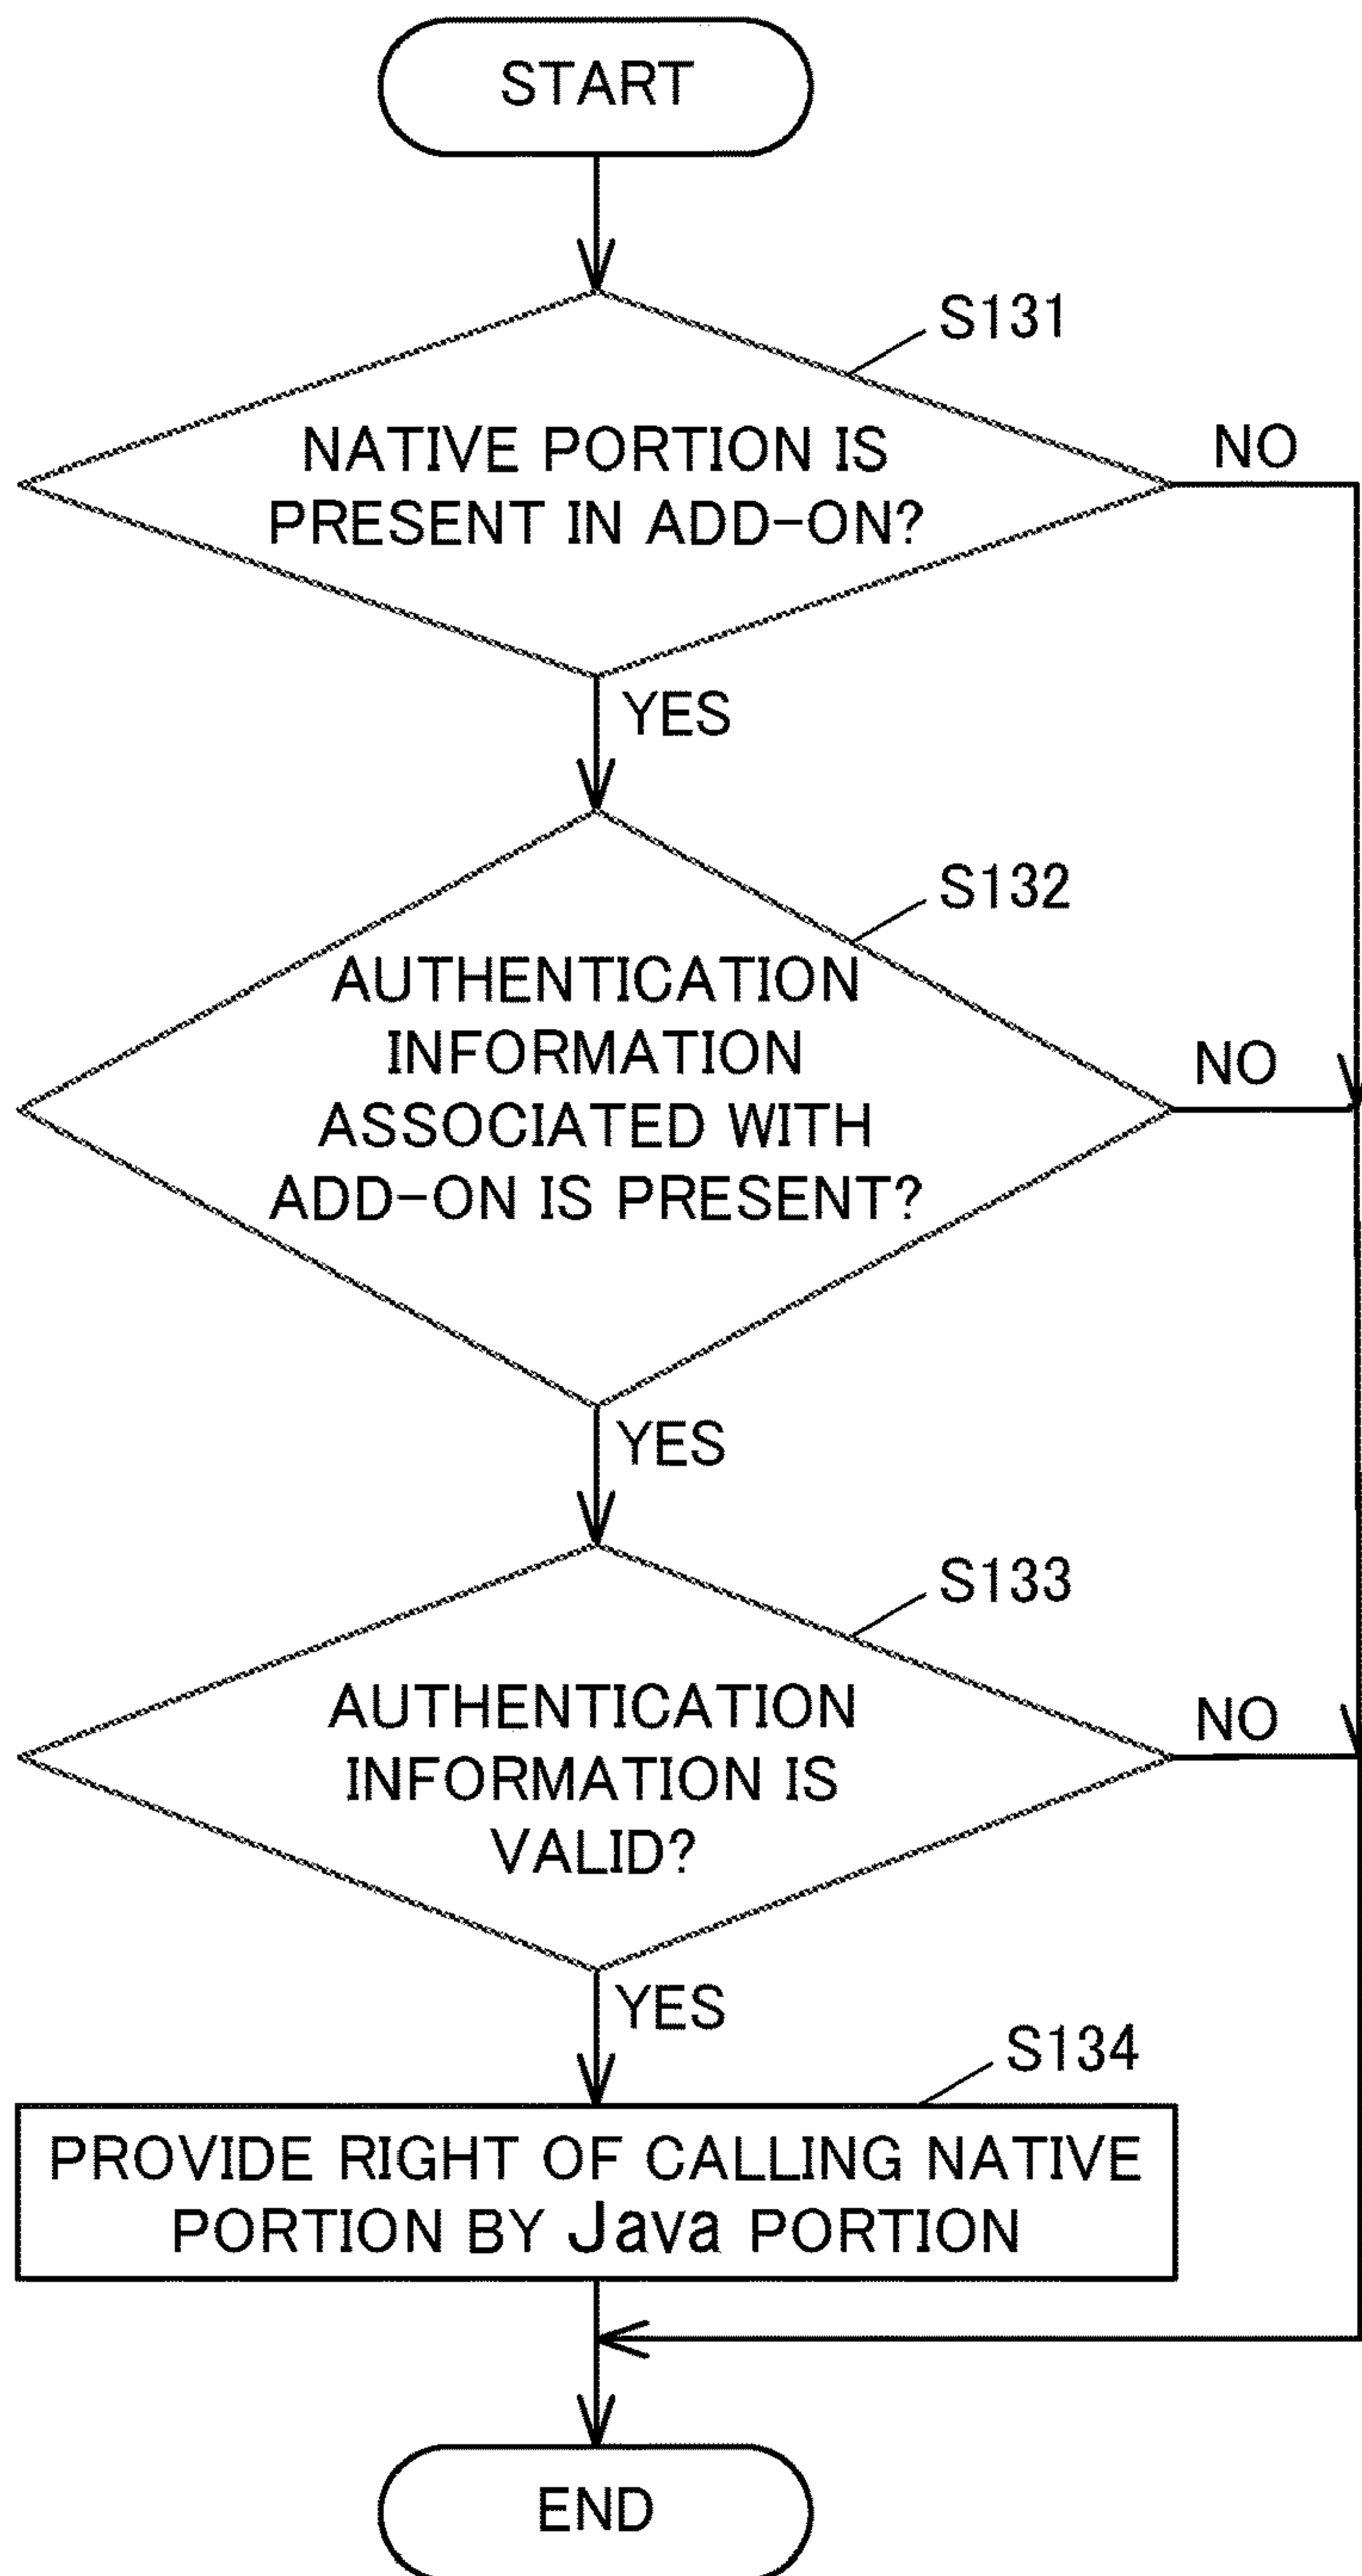 START
S131
NATIVE PORTION IS
PRESENT IN ADD-ON?
NO
YES
S132
AUTHENTICATION
INFORMATION
ASSOCIATED WITH
ADD-ON IS PRESENT?
NO
YES
S133
AUTHENTICATION
INFORMATION IS
VALID?
NO
YES
S134
PROVIDE RIGHT OF CALLING NATIVE
PORTION BY Java PORTION
END